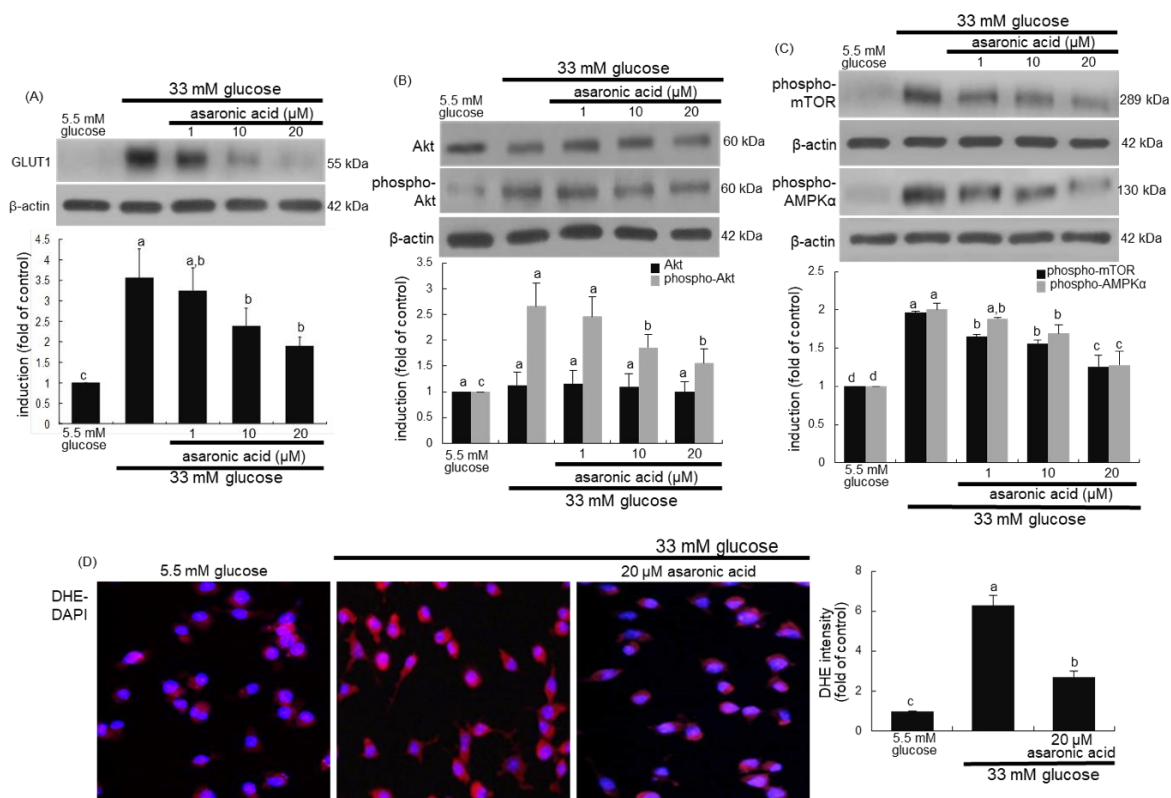 (A)
33 mM glucose
5.5 mM
glucose
asaronic acid (µM)
1 10 20
GLUT1 55 kDa
β-actin 42 kDa
induction (fold of control)
4.5
4
3.5
3
2.5
2
1.5
1
0.5
0
c a a,b b b
5.5 mM
glucose
1 10 20
asaronic acid (µM)
33 mM glucose
(B)
33 mM glucose
5.5 mM
glucose
asaronic acid (µM)
1 10 20
Akt 60 kDa
phospho-
Akt 60 kDa
β-actin 42 kDa
Akt
phospho-Akt
induction (fold of control)
3.5
3
2.5
2
1.5
1
0.5
0
a c a a a a a b a b
5.5 mM
glucose
1 10 20
asaronic acid (µM)
33 mM glucose
(C)
33 mM glucose
5.5 mM
glucose
asaronic acid (µM)
1 10 20
phospho-
mTOR 289 kDa
β-actin 42 kDa
phospho-
AMPKα 130 kDa
β-actin 42 kDa
phospho-mTOR
phospho-AMPKα
induction (fold of control)
2.5
2
1.5
1
0.5
0
d d a a b a,b b b c c
5.5 mM
glucose
1 10 20
asaronic acid (µM)
33 mM glucose
(D)
33 mM glucose
5.5 mM glucose
20 µM asaronic acid
DHE-
DAPI
DHE intensity
(fold of control)
8
6
4
2
0
c a b
5.5 mM
glucose
20 µM
asaronic acid
33 mM glucose